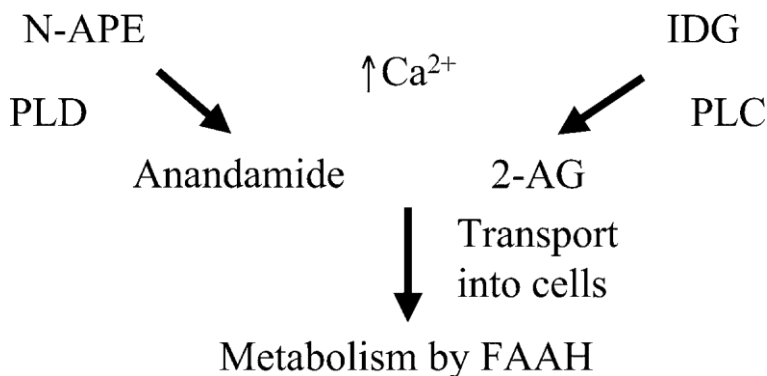 N-APE
IDG
↑Ca²⁺
PLD
PLC
Anandamide
2-AG
Transport
into cells
Metabolism by FAAH